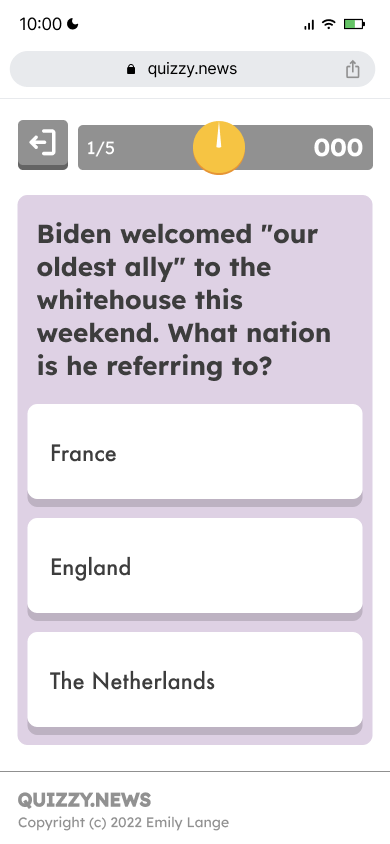 10:00
quizzy.news
1/5
000
Biden welcomed "our
oldest ally" to the
whitehouse this
weekend. What nation
is he referring to?
France
England
The Netherlands
QUIZZY.NEWS
Copyright (c) 2022 Emily Lange